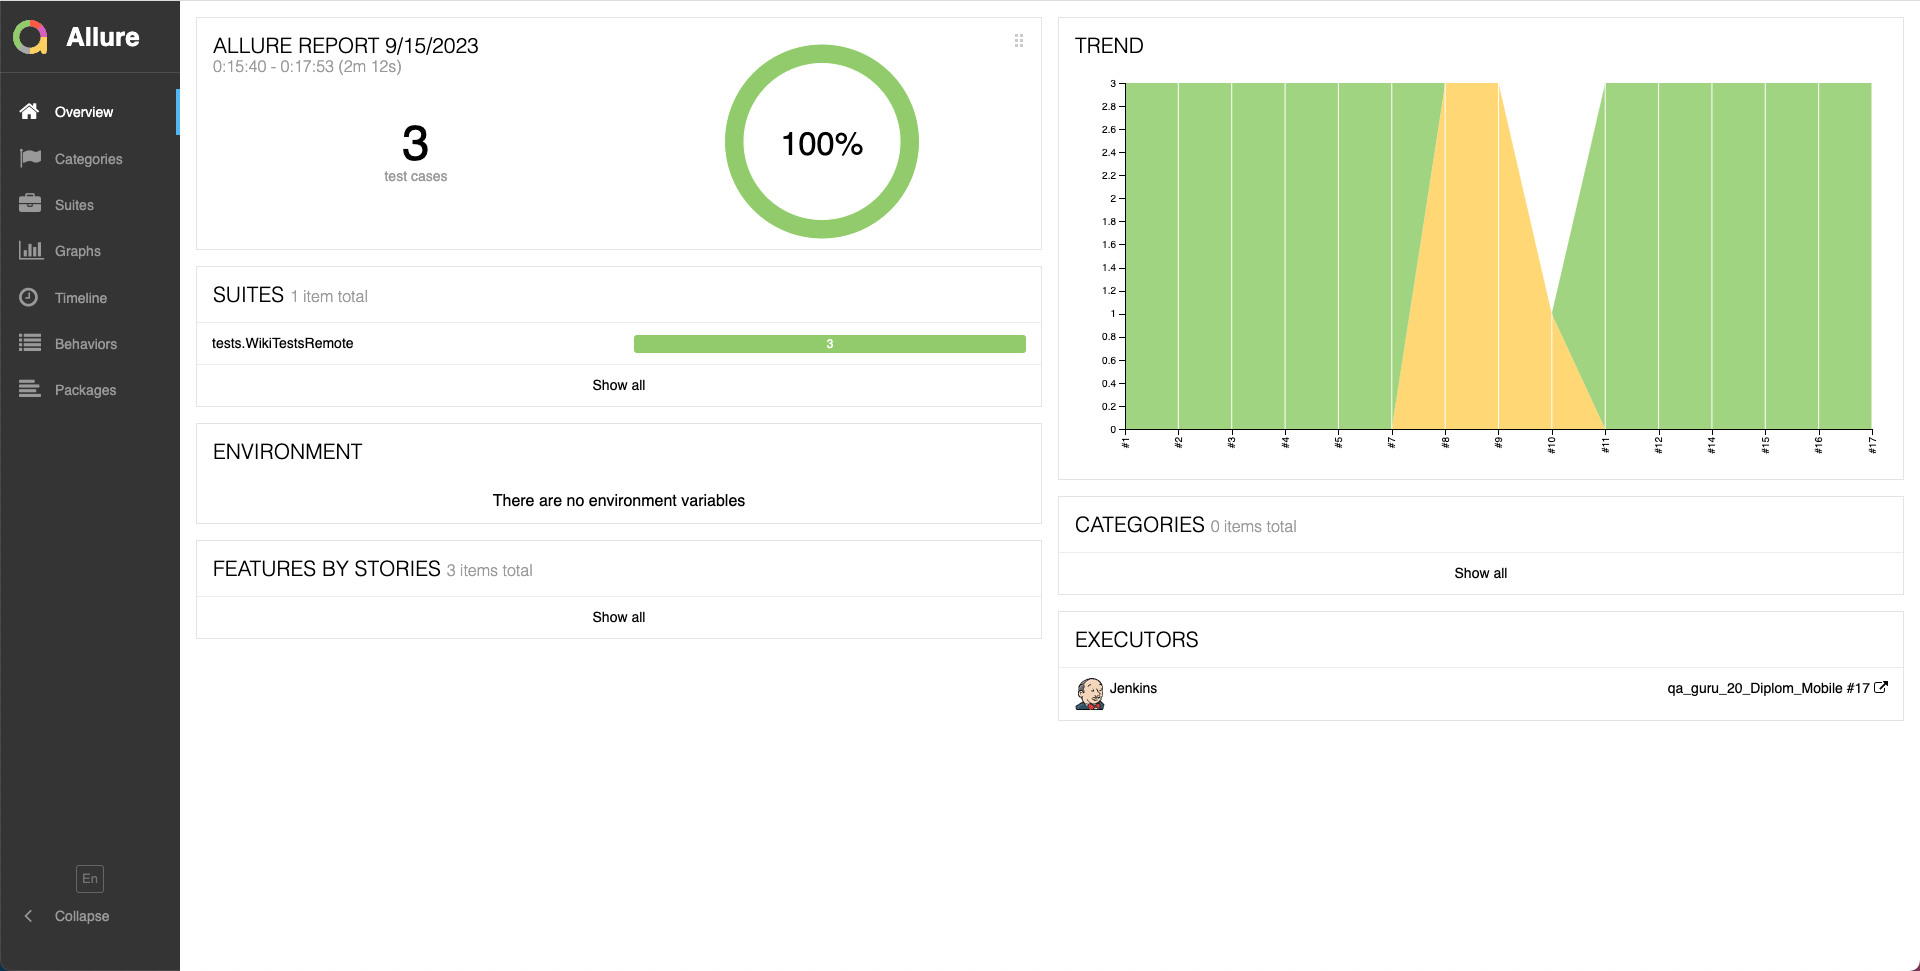 Allure
Overview
Categories
Suites
Graphs
Timeline
Behaviors
Packages
En
Collapse
ALLURE REPORT 9/15/2023
0:15:40 - 0:17:53 (2m 12s)
3
test cases
100%
SUITES 1 item total
tests.WikiTestsRemote
3
Show all
ENVIRONMENT
There are no environment variables
FEATURES BY STORIES 3 items total
Show all
TREND
3
2.8
2.6
2.4
2.2
2
1.8
1.6
1.4
1.2
1
0.8
0.6
0.4
0.2
0
#1
#2
#3
#4
#5
#7
#8
#9
#10
#11
#12
#14
#15
#16
#17
CATEGORIES 0 items total
Show all
EXECUTORS
Jenkins
qa_guru_20_Diplom_Mobile #17